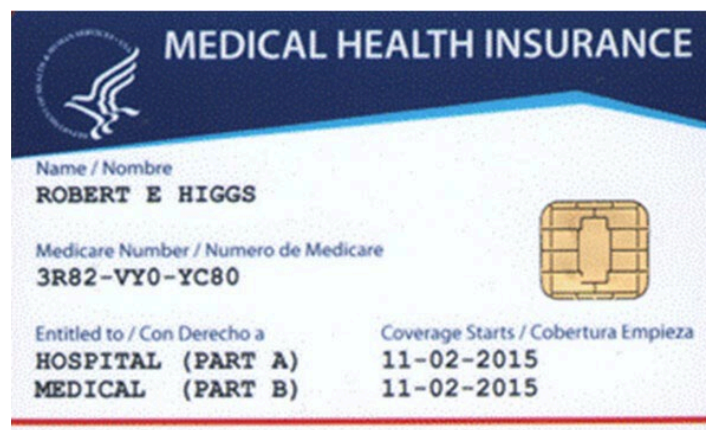 MEDICAL HEALTH INSURANCE
Name / Nombre
ROBERT E HIGGS
Medicare Number / Numero de Medicare
3R82-VY0-YC80
Entitled to / Con Derecho a
HOSPITAL (PART A)
MEDICAL (PART B)
Coverage Starts / Cobertura Empieza
11-02-2015
11-02-2015